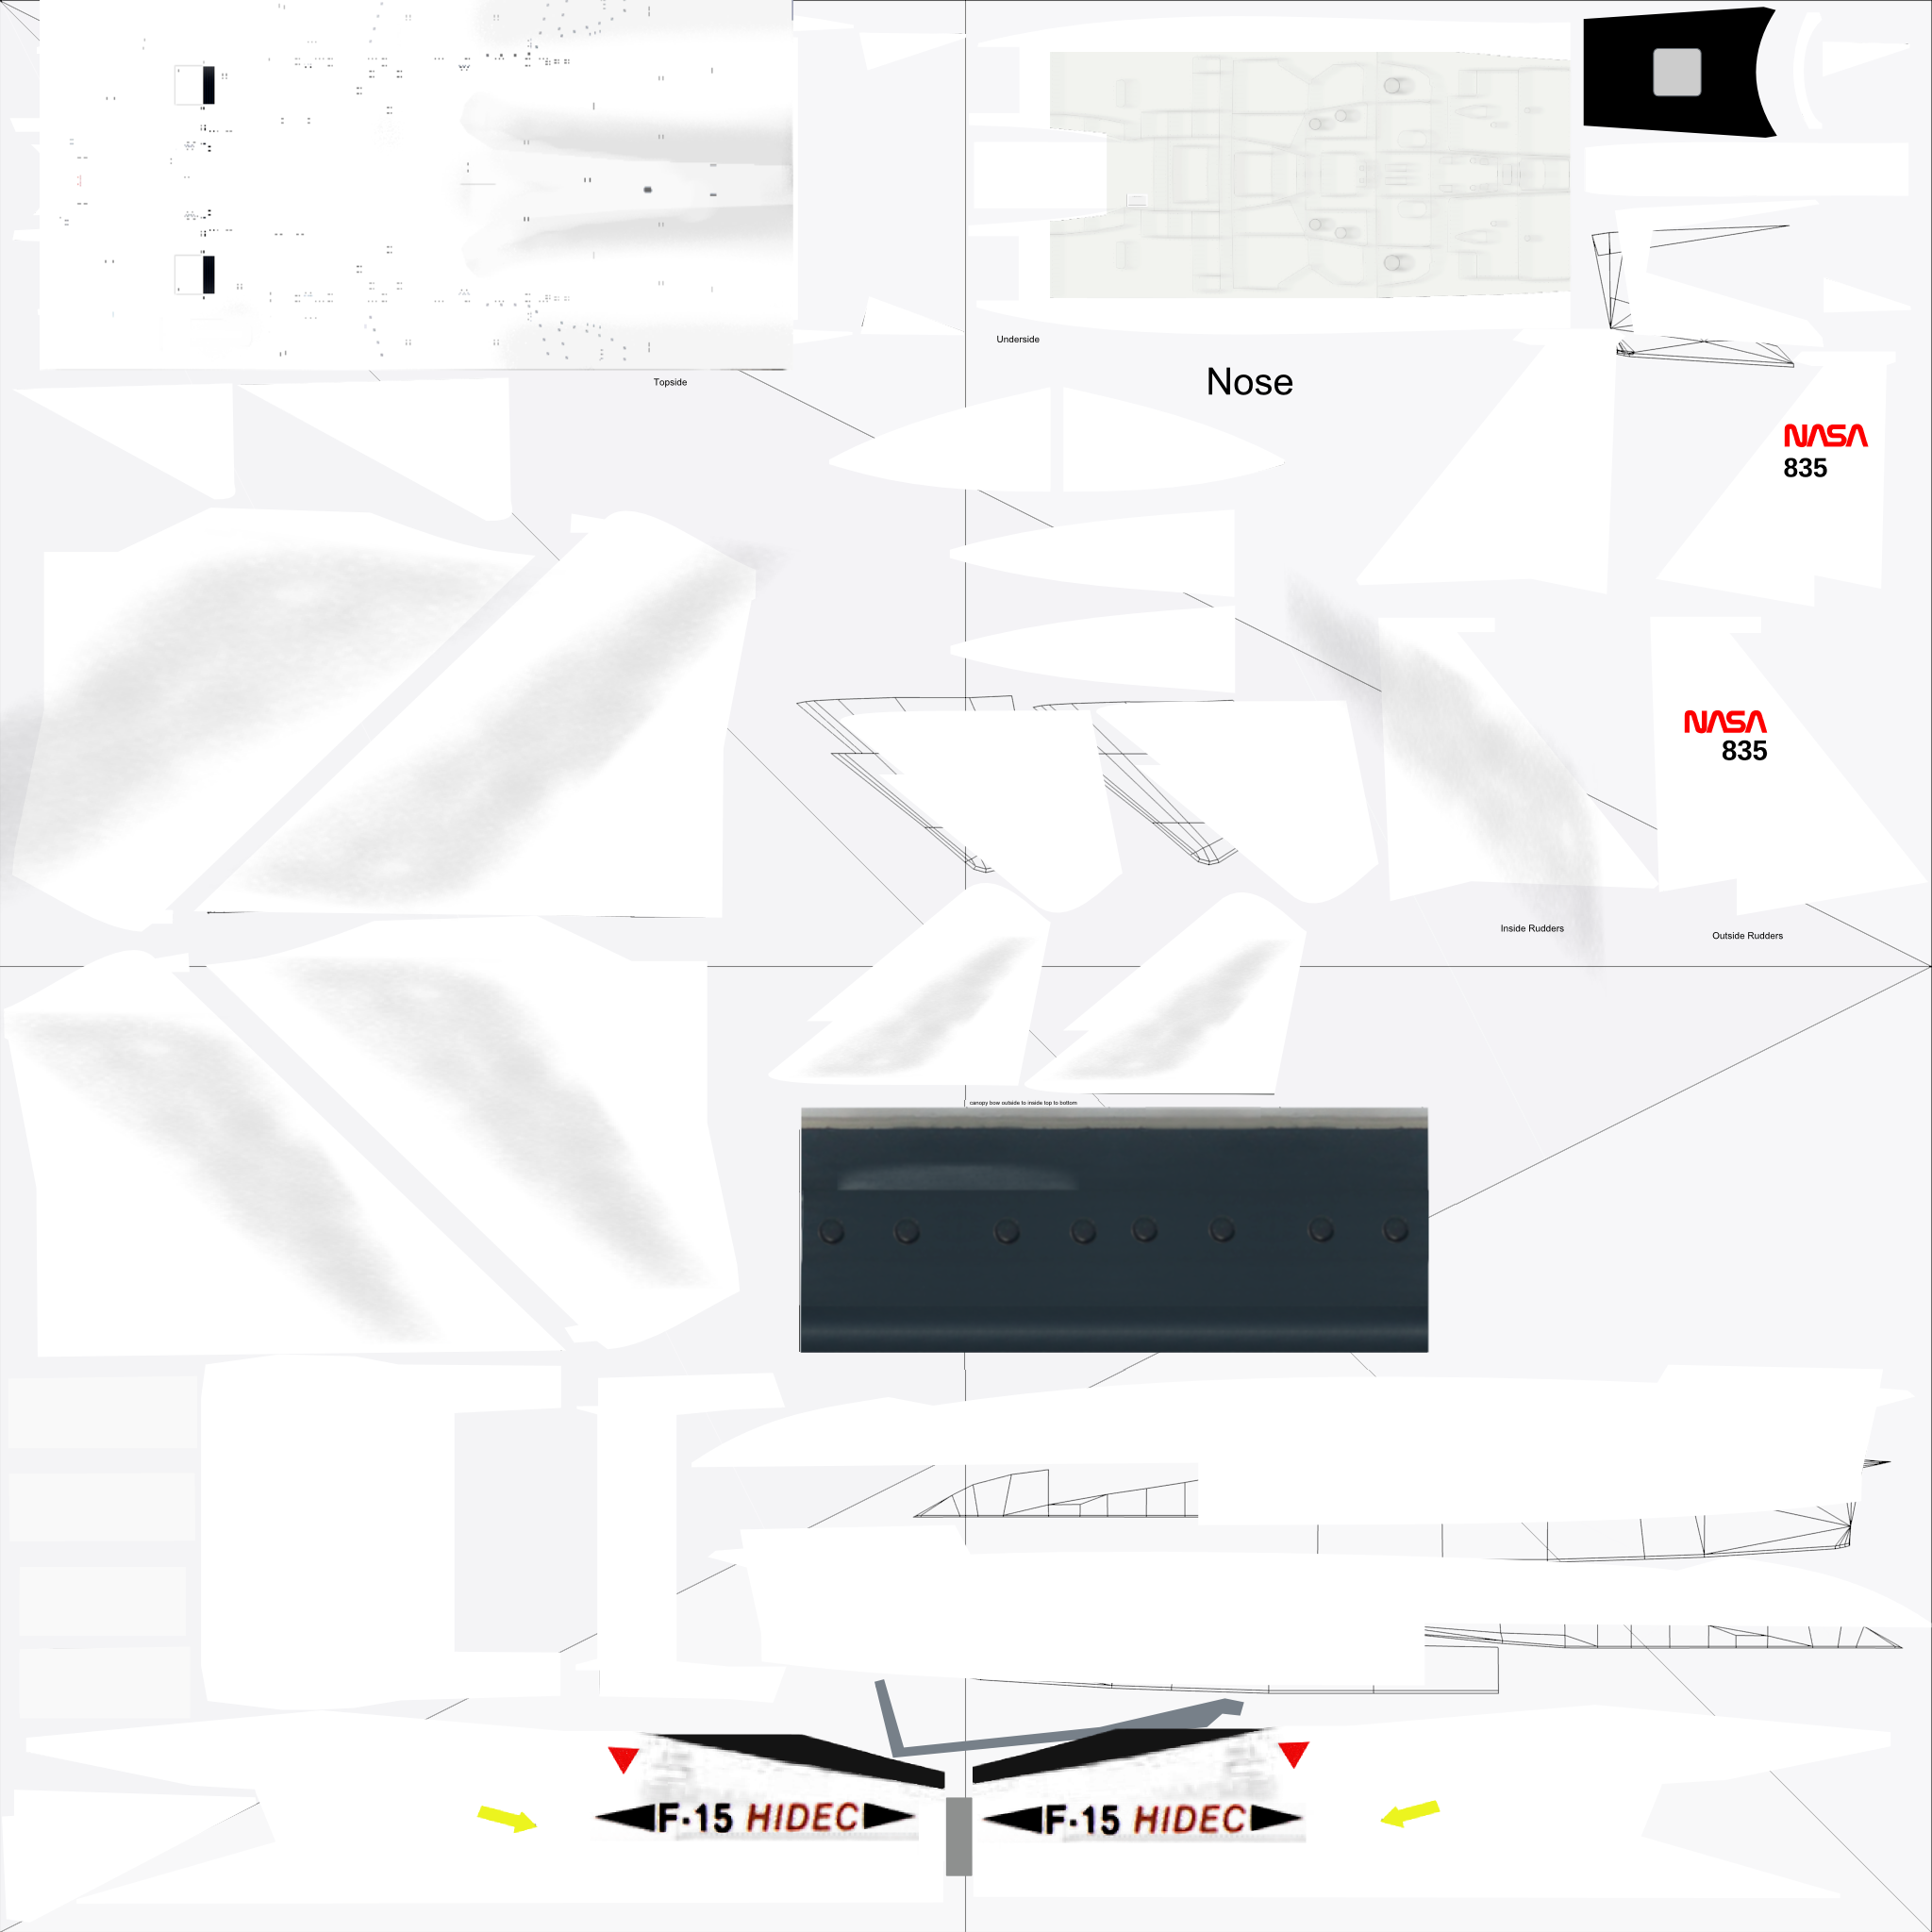 Underside
Topside
Nose
NASA
835
NASA
835
Inside Rudders
Outside Rudders
canopy bow outside to inside top to bottom
F-15 HIDEC
F-15 HIDEC